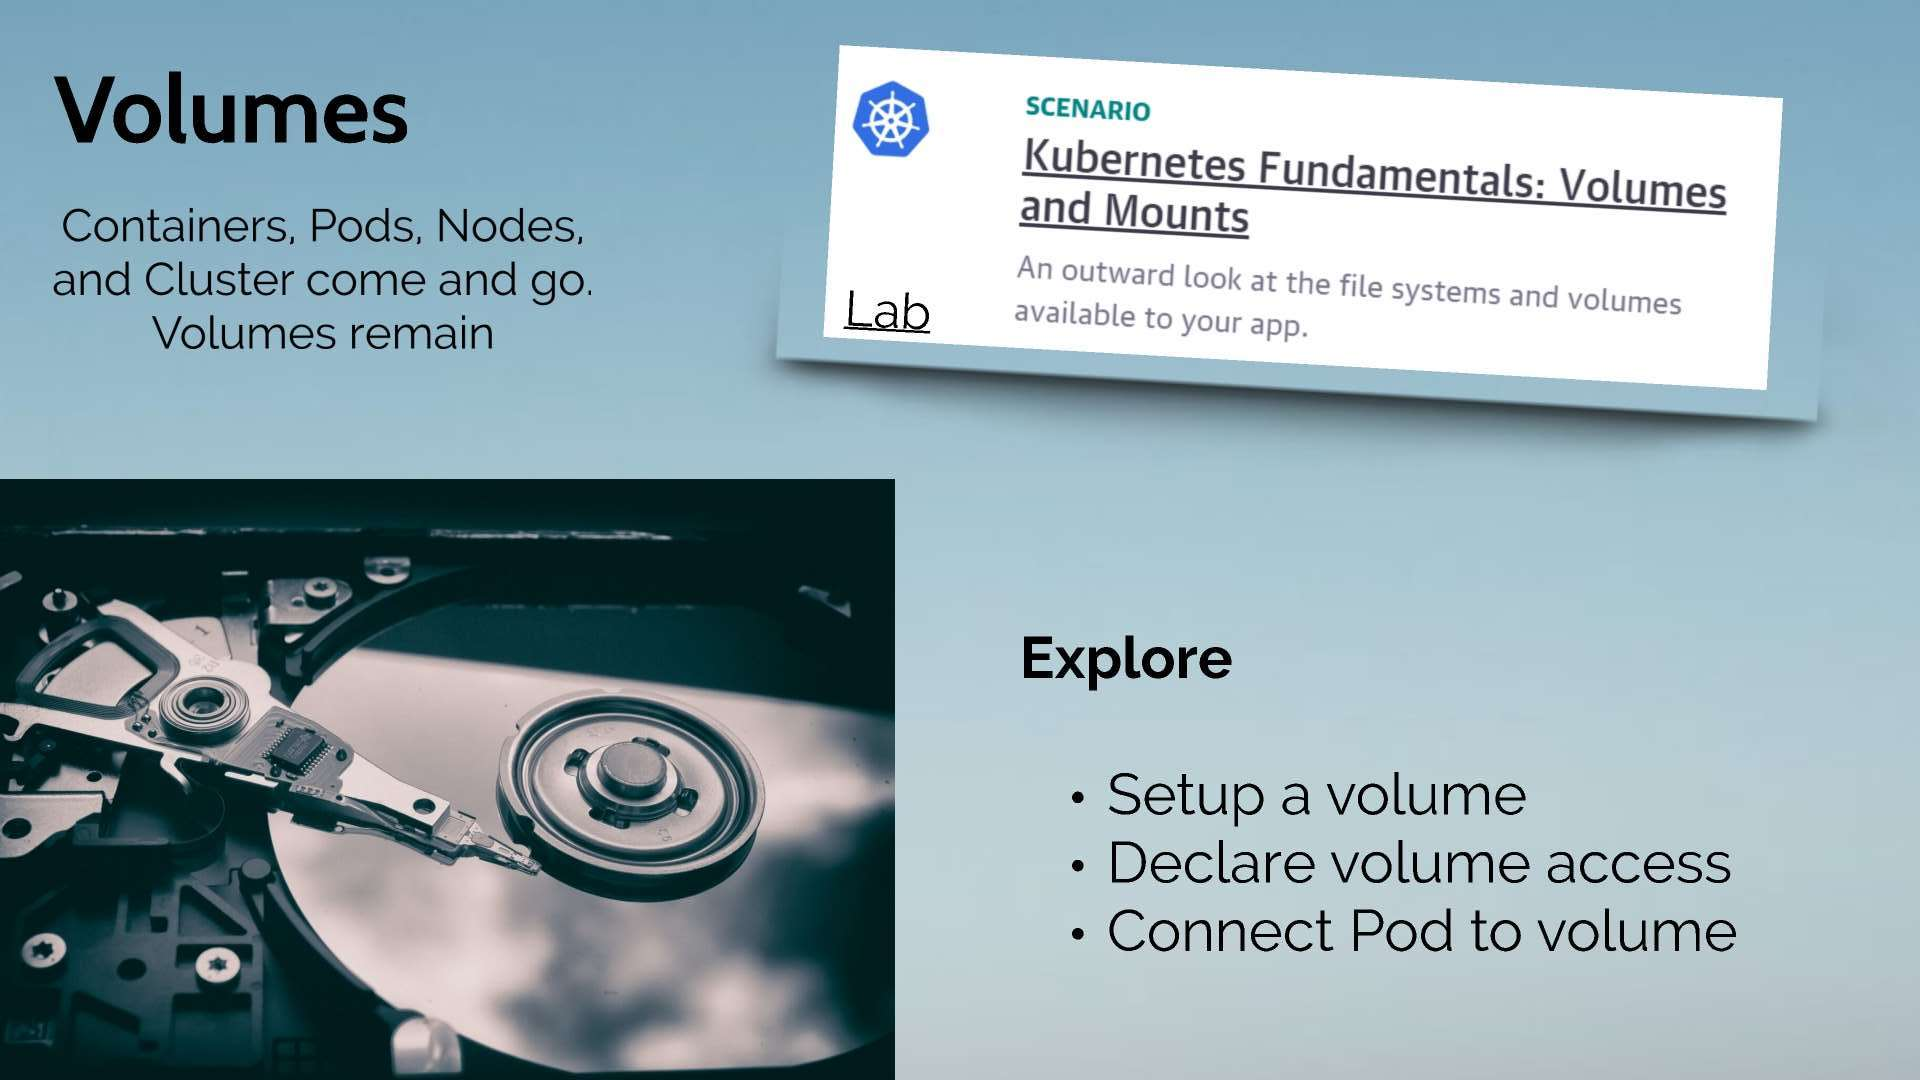 Volumes
Containers, Pods, Nodes,
and Cluster come and go.
Volumes remain
SCENARIO
Kubernetes Fundamentals: Volumes
and Mounts
An outward look at the file systems and volumes
available to your app.
Lab
Explore
• Setup a volume
• Declare volume access
• Connect Pod to volume